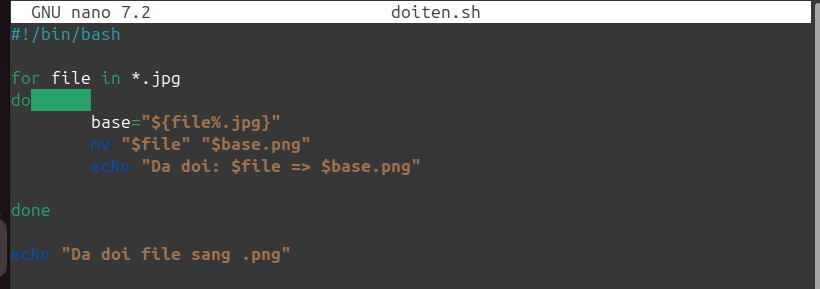 GNU nano 7.2 doiten.sh
#!/bin/bash
for file in *.jpg
do
base="${file%.jpg}"
mv "$file" "$base.png"
echo "Da doi: $file => $base.png"
done
echo "Da doi file sang .png"